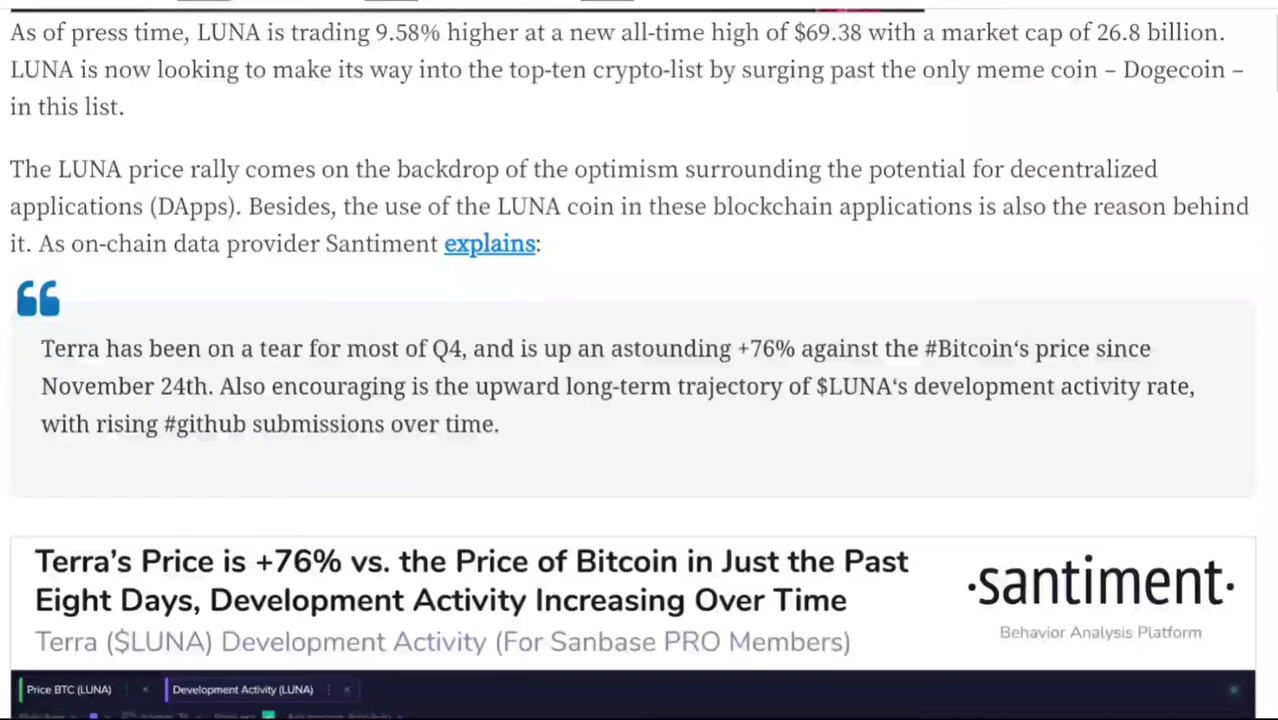 As of press time, LUNA is trading 9.58% higher at a new all-time high of $69.38 with a market cap of 26.8 billion.
LUNA is now looking to make its way into the top-ten crypto-list by surging past the only meme coin – Dogecoin –
in this list.
The LUNA price rally comes on the backdrop of the optimism surrounding the potential for decentralized
applications (DApps). Besides, the use of the LUNA coin in these blockchain applications is also the reason behind
it. As on-chain data provider Santiment explains:
Terra has been on a tear for most of Q4, and is up an astounding +76% against the #Bitcoin‘s price since
November 24th. Also encouraging is the upward long-term trajectory of $LUNA‘s development activity rate,
with rising #github submissions over time.
Terra’s Price is +76% vs. the Price of Bitcoin in Just the Past
Eight Days, Development Activity Increasing Over Time
Terra ($LUNA) Development Activity (For Sanbase PRO Members)
·santiment·
Behavior Analysis Platform
Price BTC (LUNA)
Development Activity (LUNA)